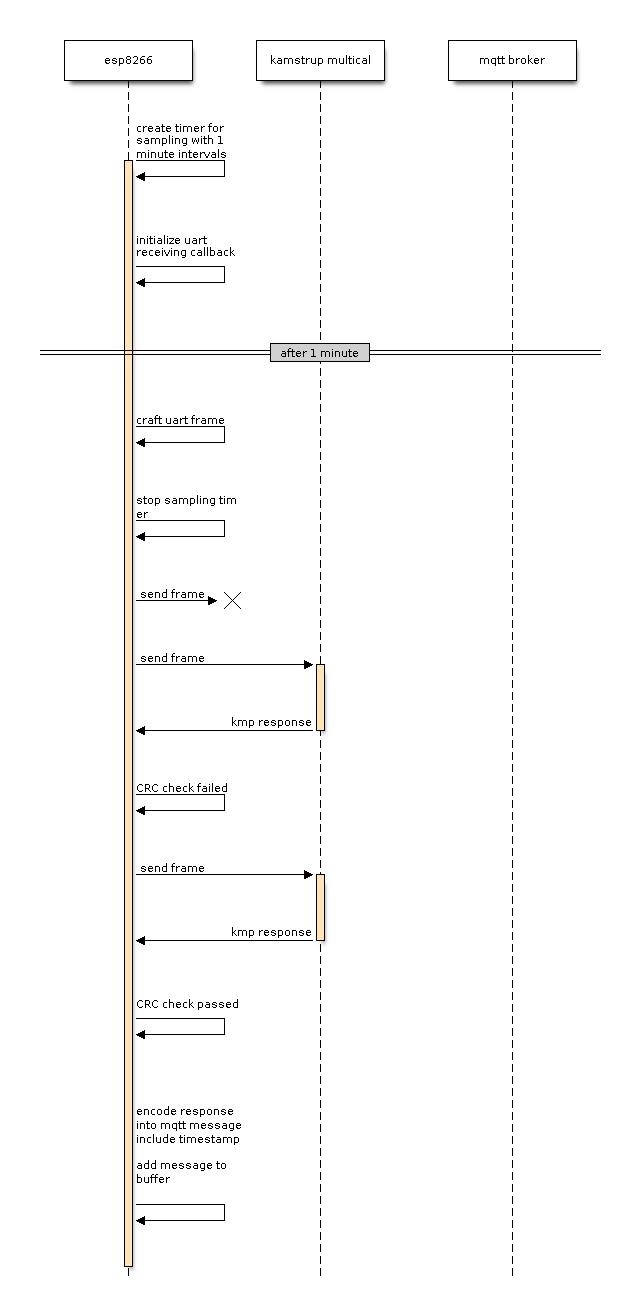 esp8266
kamstrup multical
mqtt broker
create timer for
sampling with 1
minute intervals
initialize uart
receiving callback
after 1 minute
craft uart frame
stop sampling tim
er
send frame
send frame
kmp response
CRC check failed
send frame
kmp response
CRC check passed
encode response
into mqtt message
include timestamp
add message to
buffer